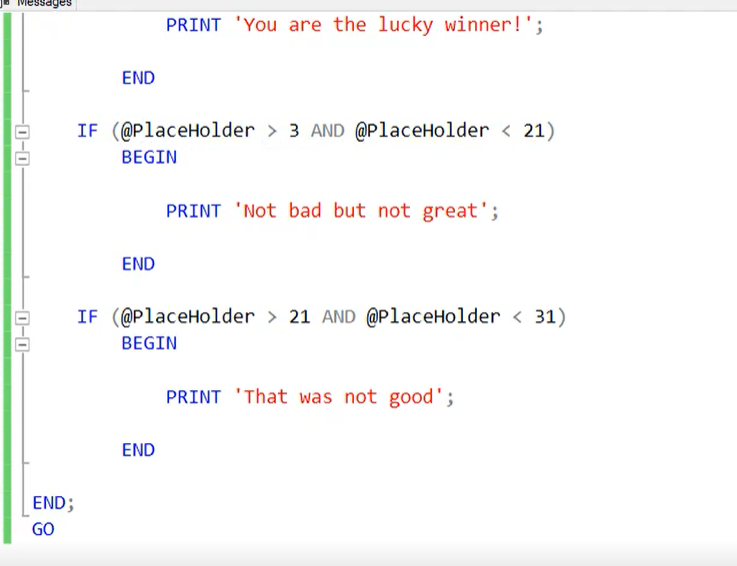 Messages
PRINT 'You are the lucky winner!';
END
IF (@PlaceHolder > 3 AND @PlaceHolder < 21)
BEGIN
PRINT 'Not bad but not great';
END
IF (@PlaceHolder > 21 AND @PlaceHolder < 31)
BEGIN
PRINT 'That was not good';
END
END;
GO